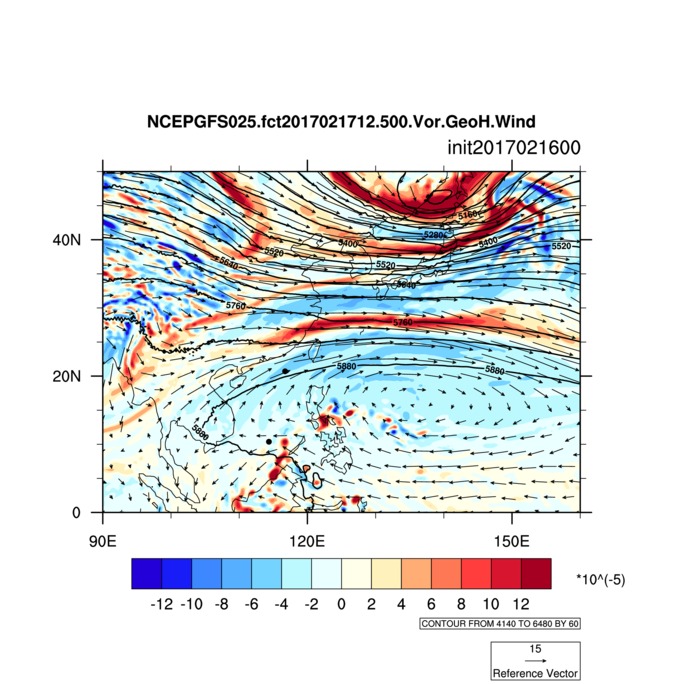 NCEPGFS025.fct2017021712.500.Vor.GeoH.Wind
init2017021600
40N
20N
0
90E 120E 150E
5160
5280
5400 5400
5520 5520 5520
5640 5640
5760 5760
5880 5880
5880
-12 -10 -8 -6 -4 -2 0 2 4 6 8 10 12
*10^(-5)
CONTOUR FROM 4140 TO 6480 BY 60
15
Reference Vector